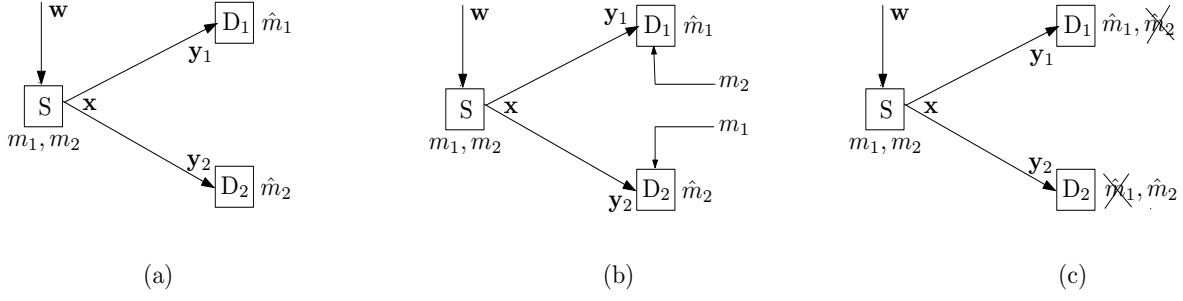 w
D₁ m̂₁
y₁
S
x
m₁, m₂
y₂
D₂ m̂₂
(a)
w
y₁
D₁ m̂₁
m₂
S
x
m₁
m₁, m₂
D₂ m̂₂
y₂
(b)
w
D₁ m̂₁, m̂₂
y₁
S
x
m₁, m₂
y₂
D₂ m̂₁, m̂₂
(c)